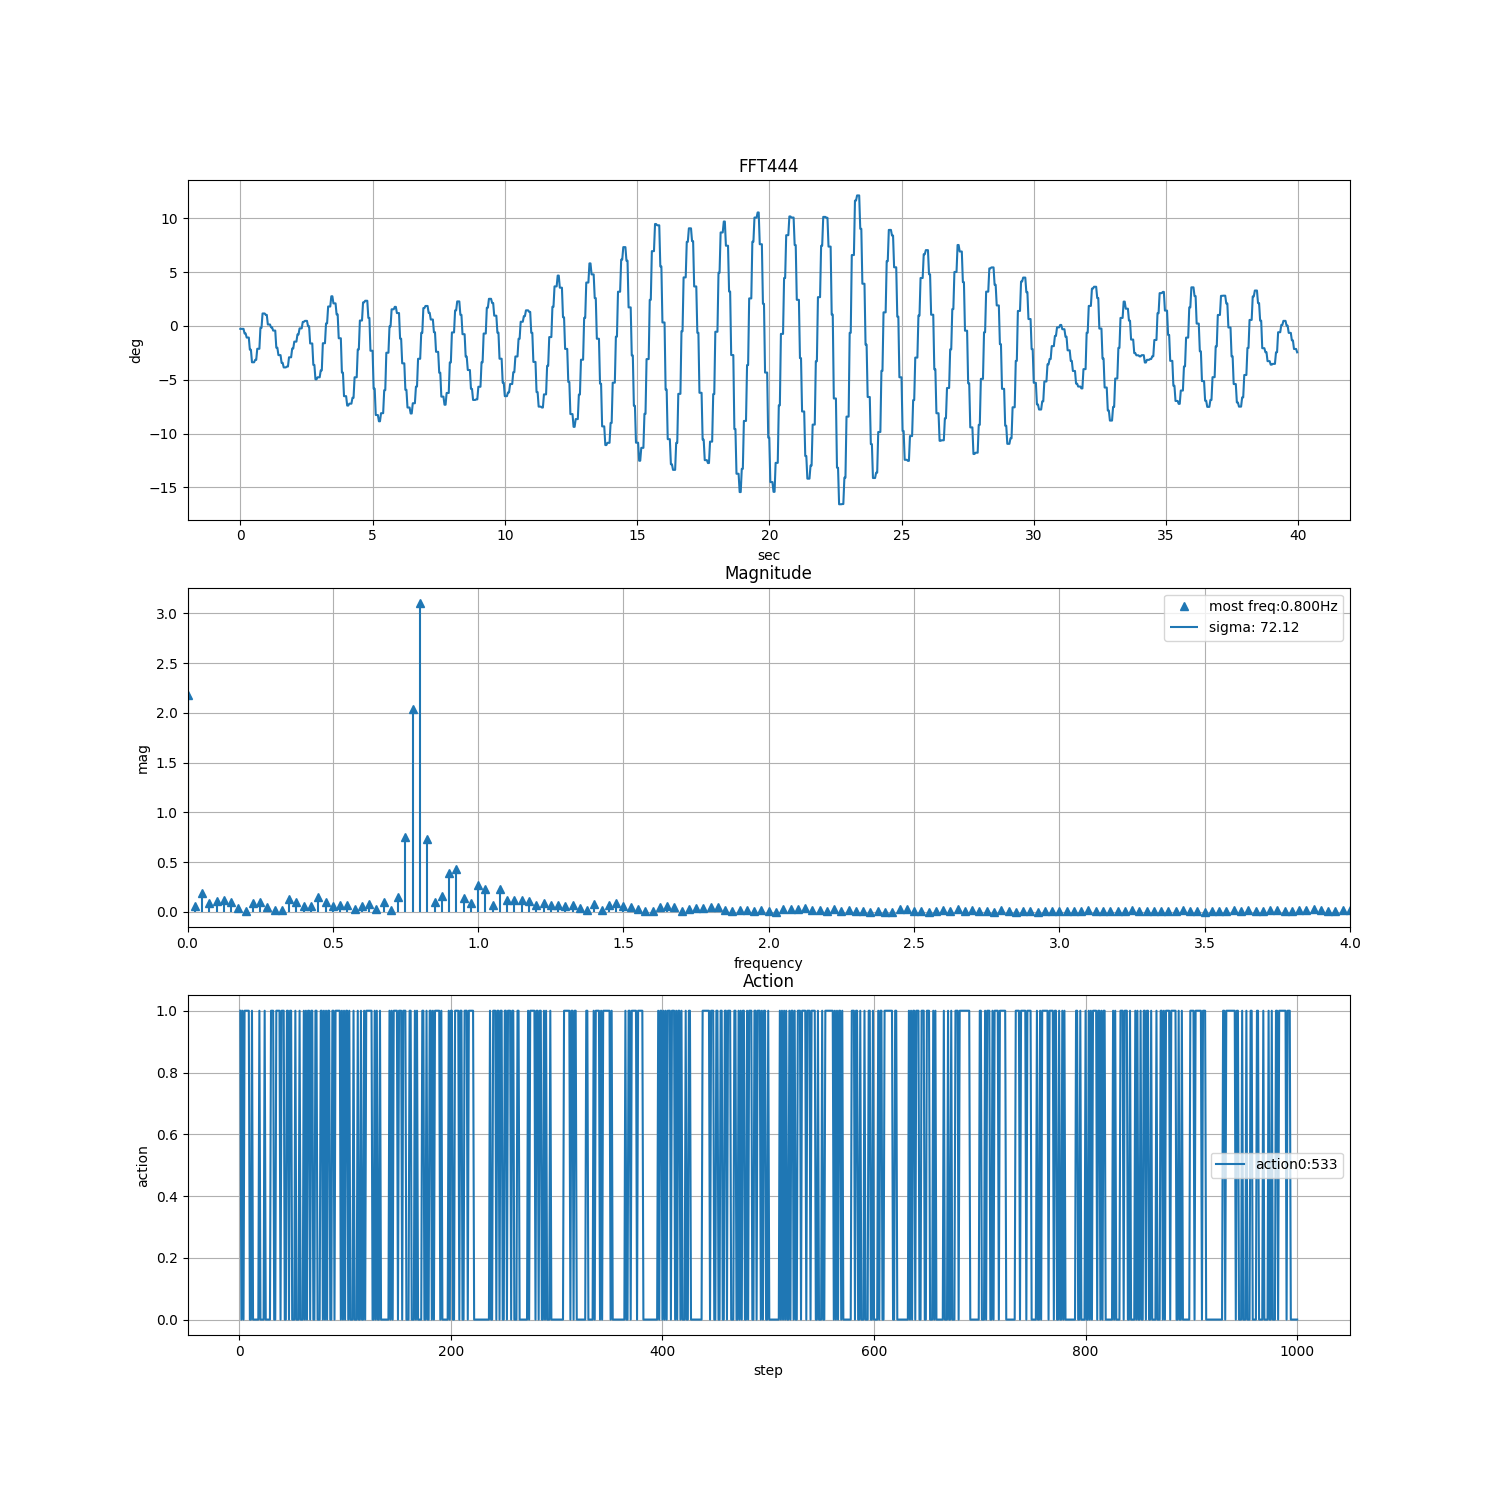 FFT444
10
5
0
−5
−10
−15
deg
0 5 10 15 20 25 30 35 40
sec
Magnitude
most freq:0.800Hz
sigma: 72.12
3.0
2.5
2.0
1.5
1.0
0.5
0.0
mag
0.0 0.5 1.0 1.5 2.0 2.5 3.0 3.5 4.0
frequency
Action
1.0
0.8
0.6
0.4
0.2
0.0
action
action0:533
0 200 400 600 800 1000
step